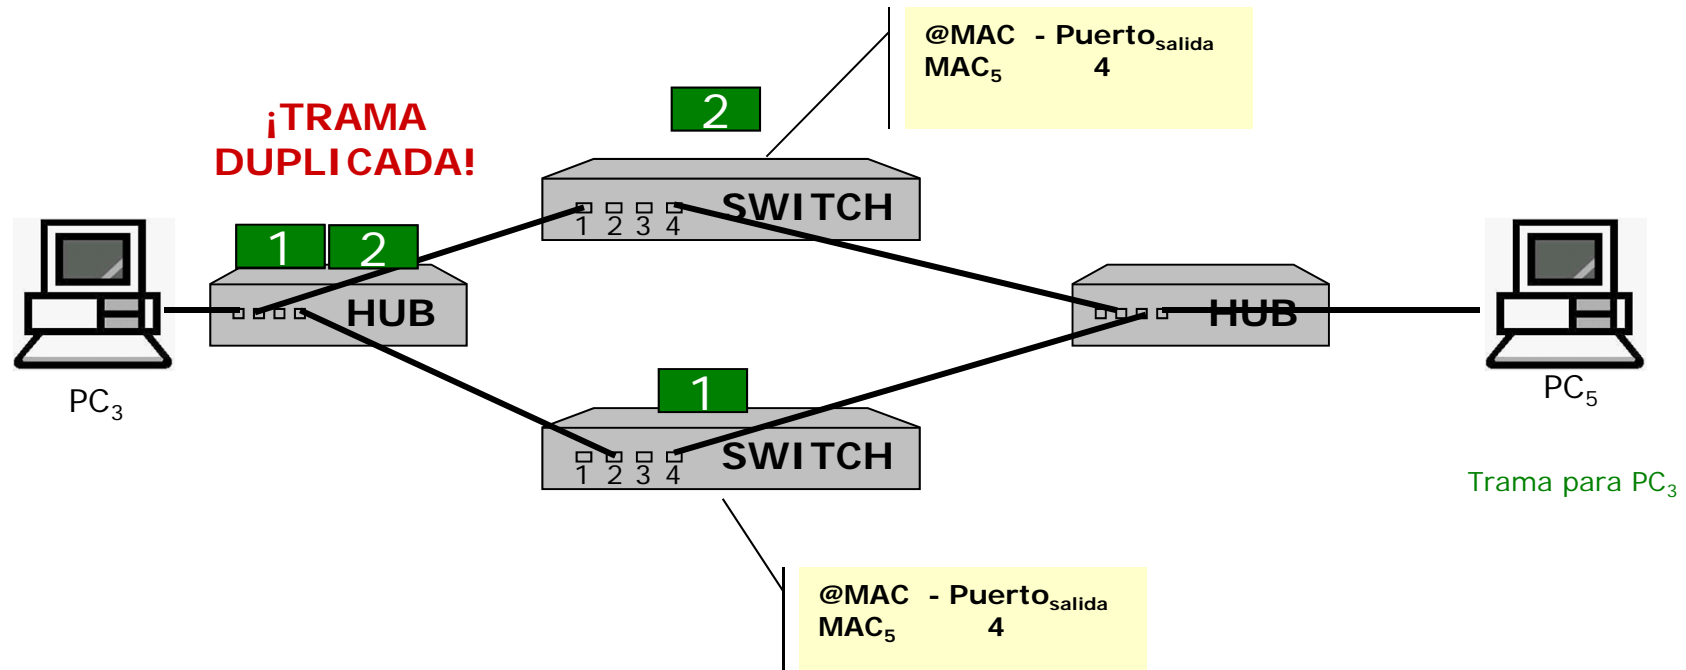 @MAC - Puertosalida
MAC5 4
2
¡TRAMA
DUPLICADA!
SWITCH
1 2 3 4
1 2
HUB
HUB
PC3
PC5
1
SWITCH
1 2 3 4
Trama para PC3
@MAC - Puertosalida
MAC5 4